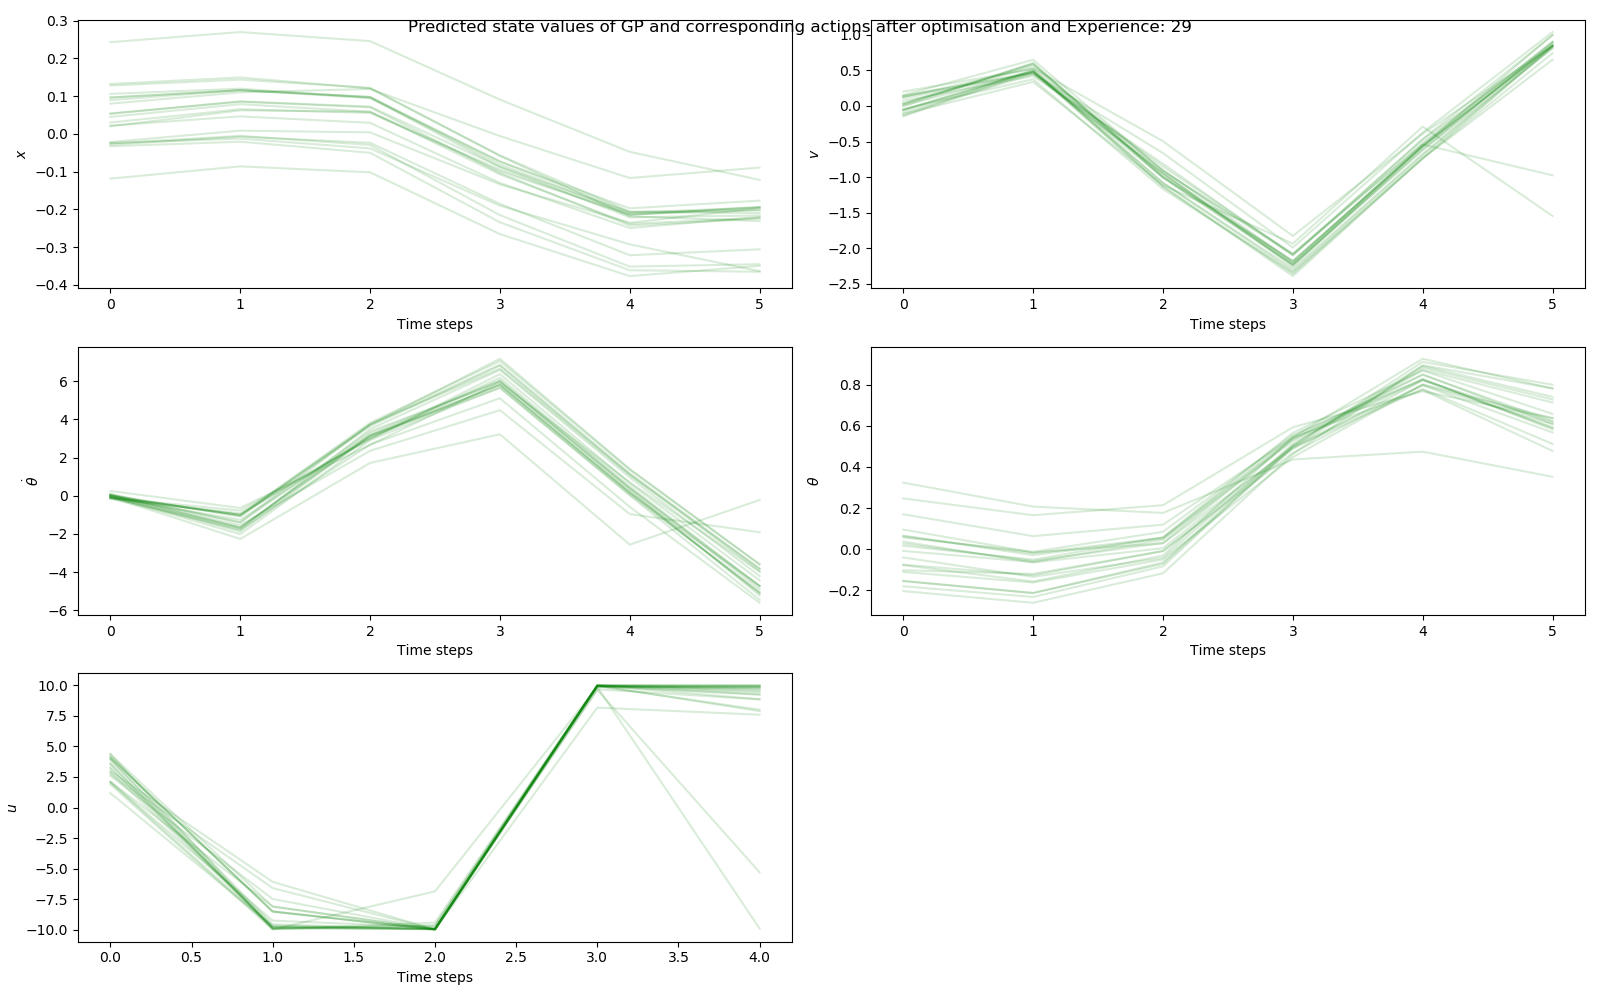 Predicted state values of GP and corresponding actions after optimisation and Experience: 29
0.3
0.2
0.1
0.0
−0.1
−0.2
−0.3
−0.4
x
0 1 2 3 4 5
Time steps
1.0
0.5
0.0
−0.5
−1.0
−1.5
−2.0
−2.5
v
0 1 2 3 4 5
Time steps
6
4
2
0
−2
−4
−6
θ̇
0 1 2 3 4 5
Time steps
0.8
0.6
0.4
0.2
0.0
−0.2
θ
0 1 2 3 4 5
Time steps
10.0
7.5
5.0
2.5
0.0
−2.5
−5.0
−7.5
−10.0
u
0.0 0.5 1.0 1.5 2.0 2.5 3.0 3.5 4.0
Time steps